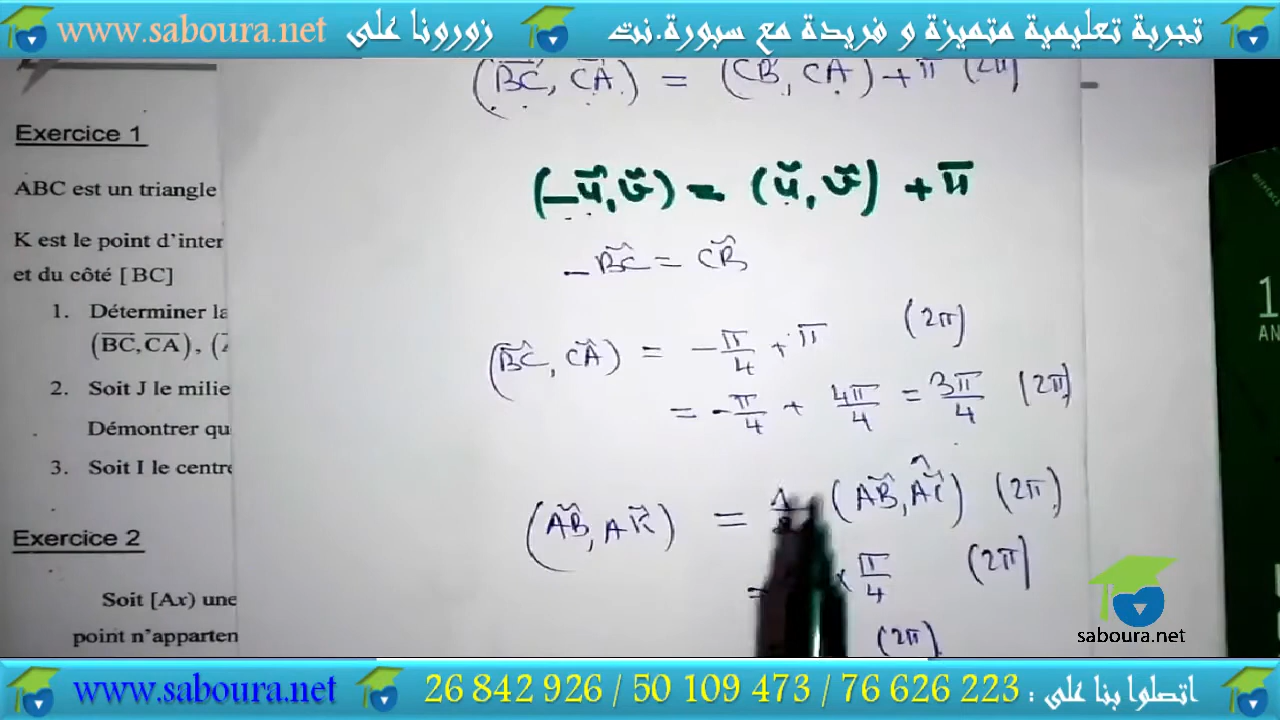 www.saboura.net تجربة تعليمية متميزة و فريدة مع سبورة.نت زورونا على
(BC, CA) = (CB, CA) + π (2π)
Exercice 1
ABC est un triangle
(-u, v) = (u, v) + π
K est le point d'inter
-BC = CB
et du côté [BC]
1. Déterminer la
(BC, CA), (
(BC, CA) = -π/4 + π (2π)
2. Soit J le milie
= -π/4 + 4π/4 = 3π/4 (2π)
Démontrer qu
3. Soit I le centre
(AB, AK) = (AB, AC) (2π)
Exercice 2
= × π/4 (2π)
Soit [Ax) une
point n'apparten
(2π)
saboura.net
www.saboura.net 26 842 926 / 50 109 473 / 76 626 223 : اتصلوا بنا على
1
AN